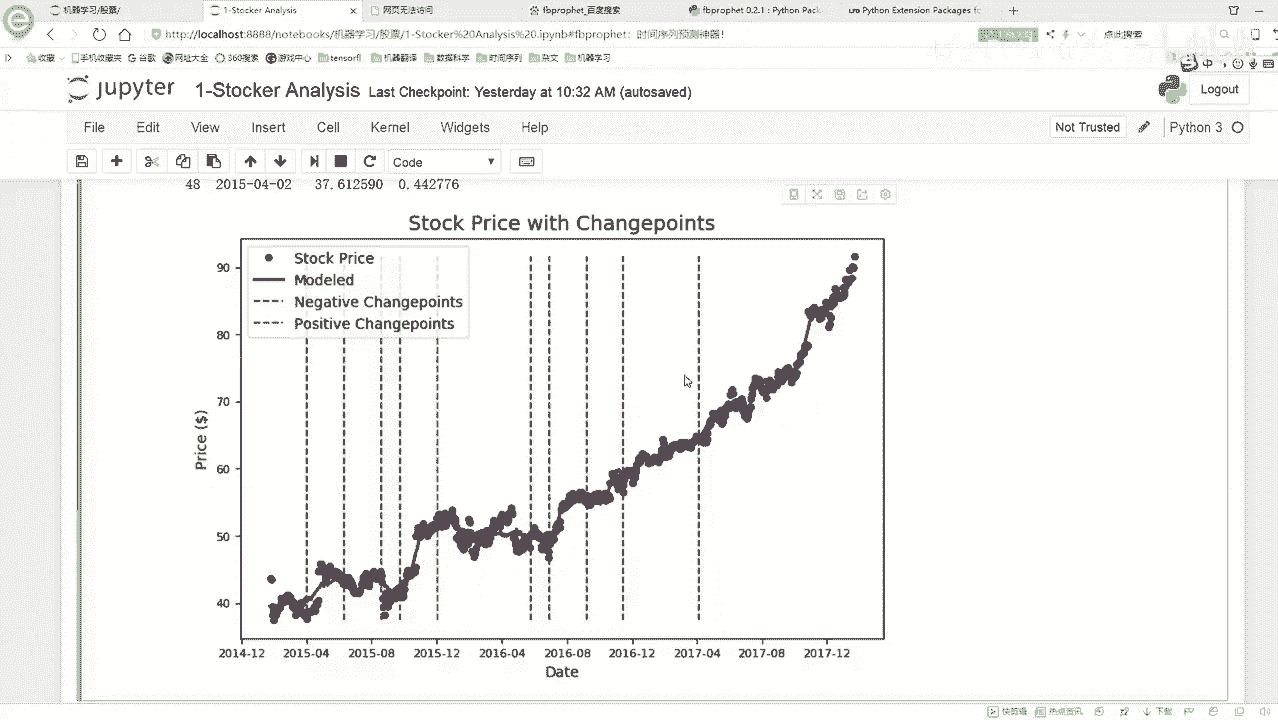 机器学习/股票/
1-Stocker Analysis
网页无法访问
fbprophet_百度搜索
fbprophet 0.2.1 : Python Pack
Python Extension Packages fo
http://localhost:8888/notebooks/机器学习/股票/1-Stocker%20Analysis%20.ipynb#fbprophet：时间序列预测神器！
点此搜索
收藏
手机收藏夹
谷歌
网址大全
360搜索
游戏中心
tensorfl
机器翻译
数据科学
时间序列
杂文
机器学习
中
jupyter
1-Stock Analysis Last Checkpoint: Yesterday at 10:32 AM (autosaved)
Logout
File Edit View Insert Cell Kernel Widgets Help
Not Trusted
Python 3
Code
48 2015-04-02 37.612590 0.442776
Stock Price with Changepoints
Stock Price
Modeled
Negative Changepoints
Positive Changepoints
90
80
70
60
50
40
Price ($)
2014-12 2015-04 2015-08 2015-12 2016-04 2016-08 2016-12 2017-04 2017-08 2017-12
Date
快剪辑
热点资讯
下载